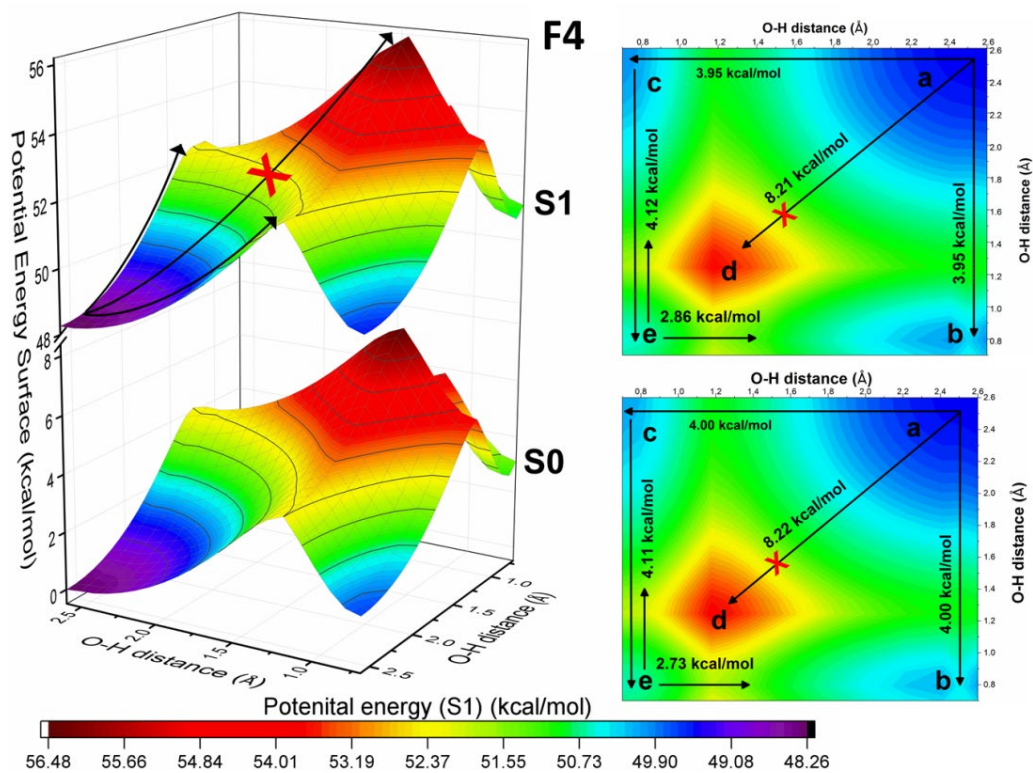 F4
S1
S0
Potential Energy Surface (kcal/mol)
56
54
52
50
48
8
6
4
2
0
2.5
2.0
1.5
1.0
O-H distance (Å)
1.0
1.5
2.0
2.5
O-H distance (Å)
O-H distance (Å)
0,8 1,0 1,2 1,4 1,6 1,8 2,0 2,2 2,4 2,6
3.95 kcal/mol
c
a
4.12 kcal/mol
8.21 kcal/mol
3.95 kcal/mol
d
2.86 kcal/mol
e
b
2.6
2.4
2.2
2.0
1.8
1.6
1.4
1.2
1.0
0.8
O-H distance (Å)
O-H distance (Å)
0,8 1,0 1,2 1,4 1,6 1,8 2,0 2,2 2,4 2,6
4.00 kcal/mol
c
a
4.11 kcal/mol
8.22 kcal/mol
4.00 kcal/mol
d
2.73 kcal/mol
e
b
2.6
2.4
2.2
2.0
1.8
1.6
1.4
1.2
1.0
0.8
O-H distance (Å)
Potenital energy (S1) (kcal/mol)
56.48 55.66 54.84 54.01 53.19 52.37 51.55 50.73 49.90 49.08 48.26